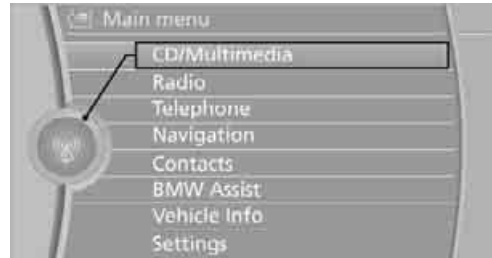 Main menu
CD/Multimedia
Radio
Telephone
Navigation
Contacts
BMW Assist
Vehicle Info
Settings